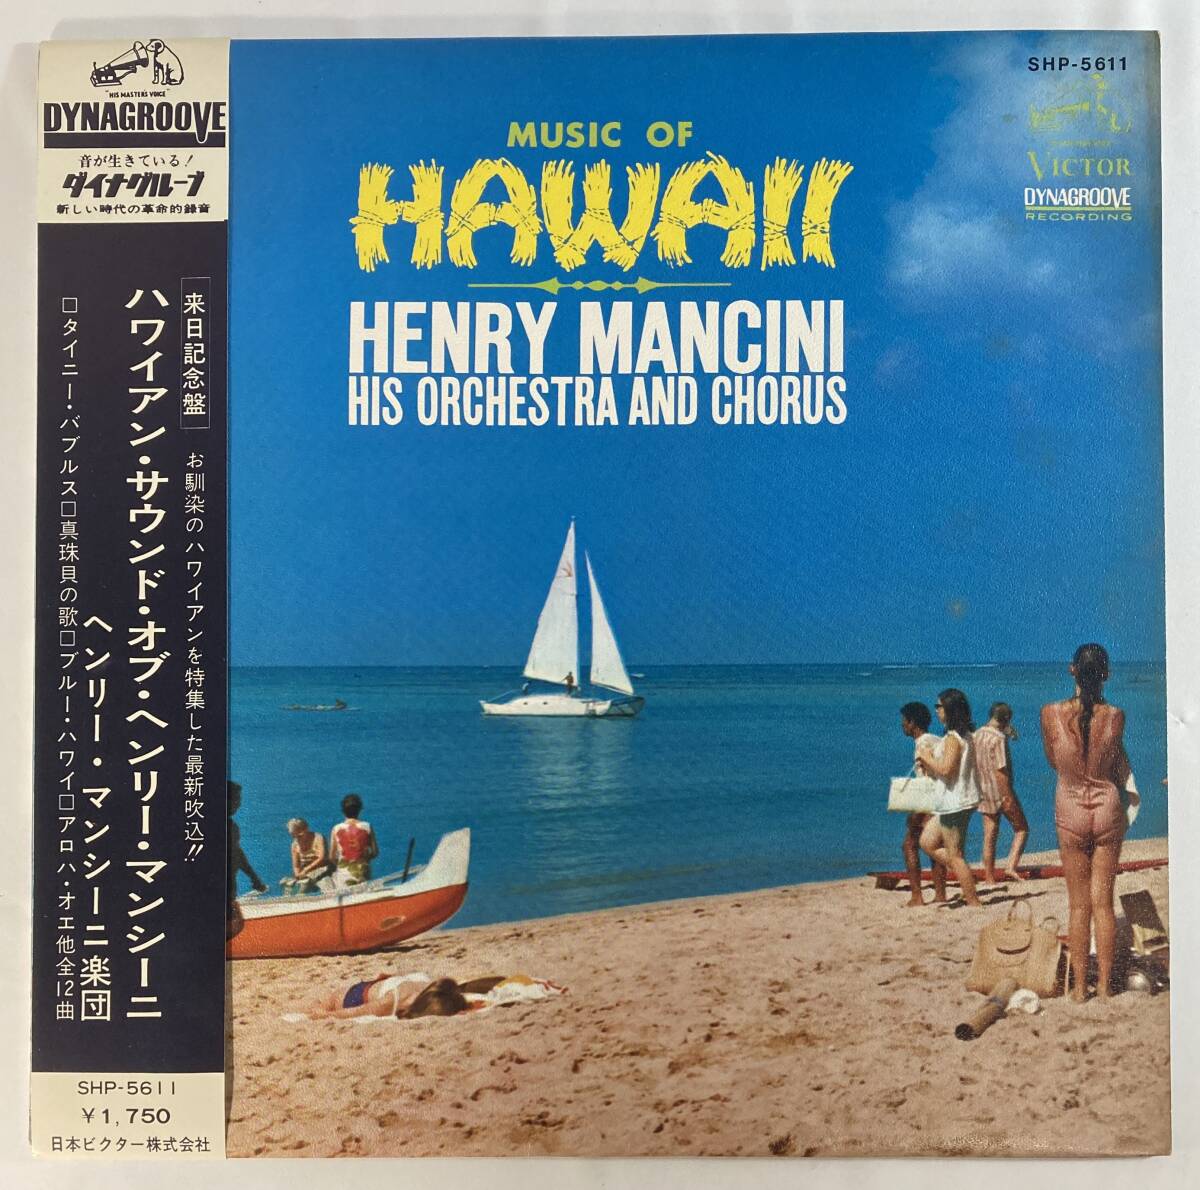 "HIS MASTER'S VOICE"
DYNAGROOVE
音が生きている!
ダイナグルーブ
新しい時代の革命的録音
来日記念盤
お馴染のハワイアンを特集した最新吹込!!
ハワイアン・サウンド・オブ・ヘンリー・マンシーニ
ヘンリー・マンシーニ楽団
□タイニー・バブルス□真珠貝の歌□ブルー・ハワイ□アロハ・オエ他全12曲
SHP-5611
¥1,750
日本ビクター株式会社
SHP-5611
VICTOR
DYNAGROOVE
RECORDING
MUSIC OF
HAWAII
HENRY MANCINI
HIS ORCHESTRA AND CHORUS